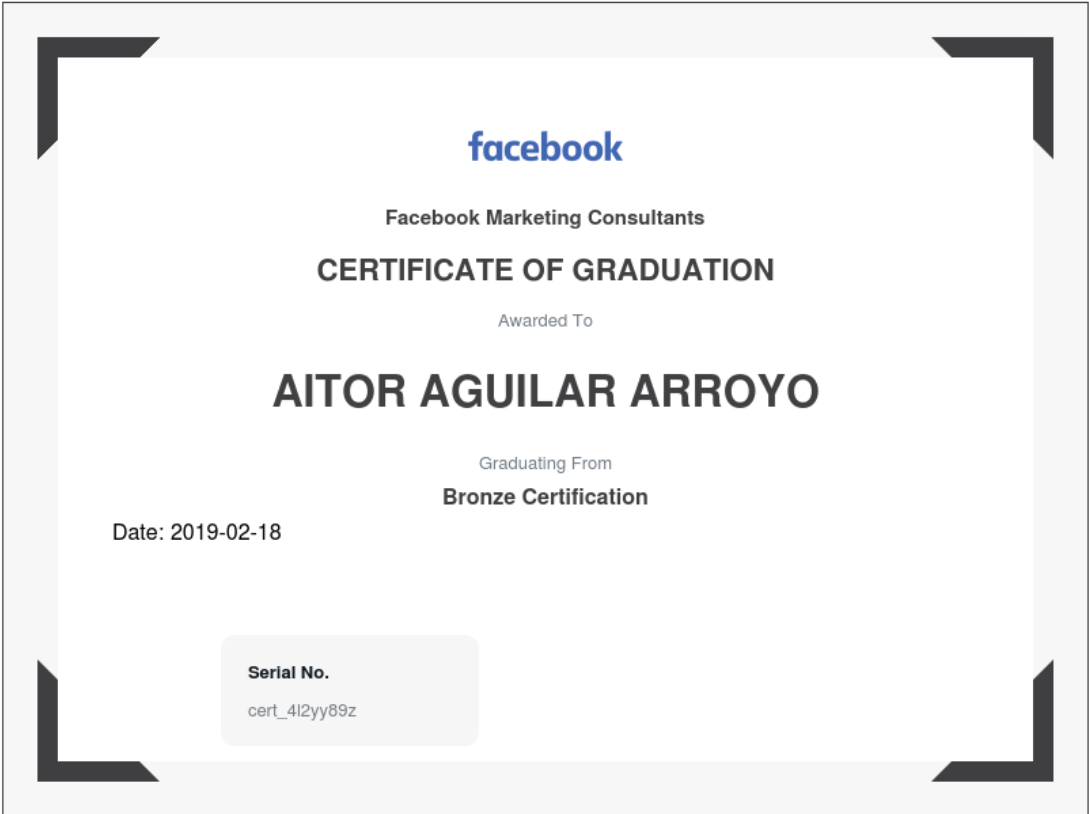 facebook
Facebook Marketing Consultants
CERTIFICATE OF GRADUATION
Awarded To
AITOR AGUILAR ARROYO
Graduating From
Bronze Certification
Date: 2019-02-18
Serial No.
cert_4l2yy89z